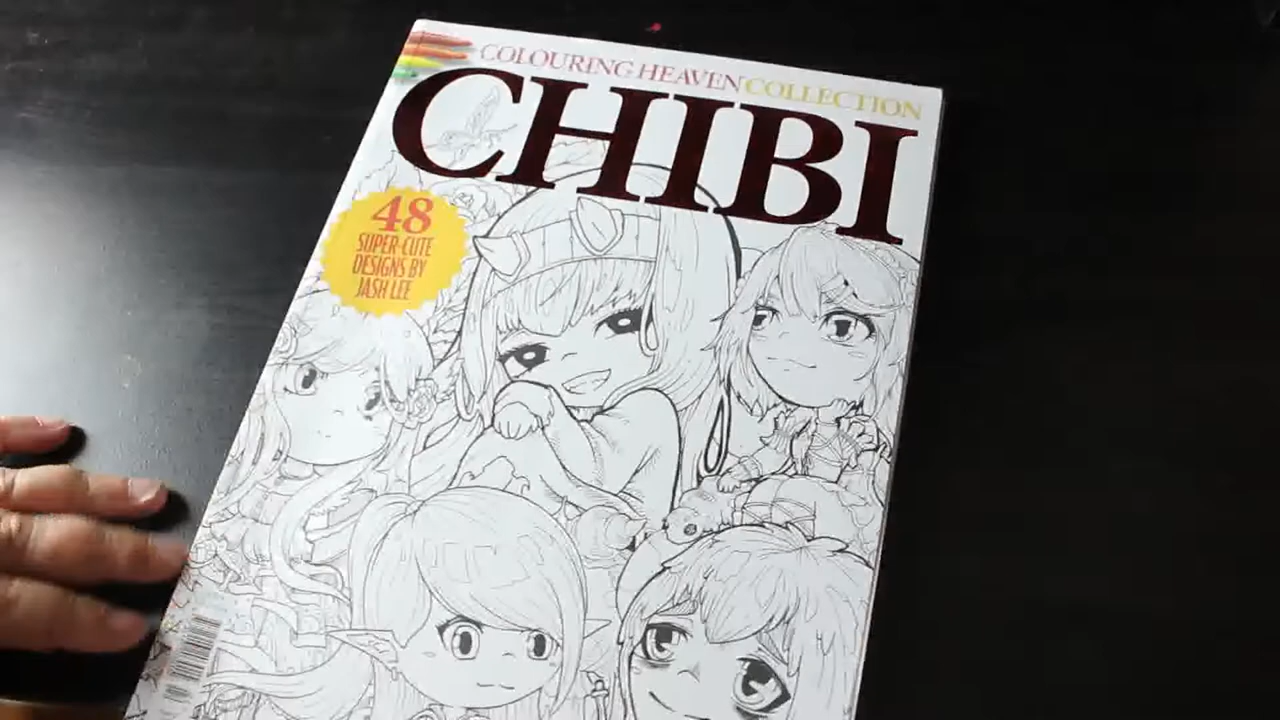 COLOURING HEAVEN COLLECTION
CHIBI
48
SUPER-CUTE
DESIGNS BY
JASH LEE